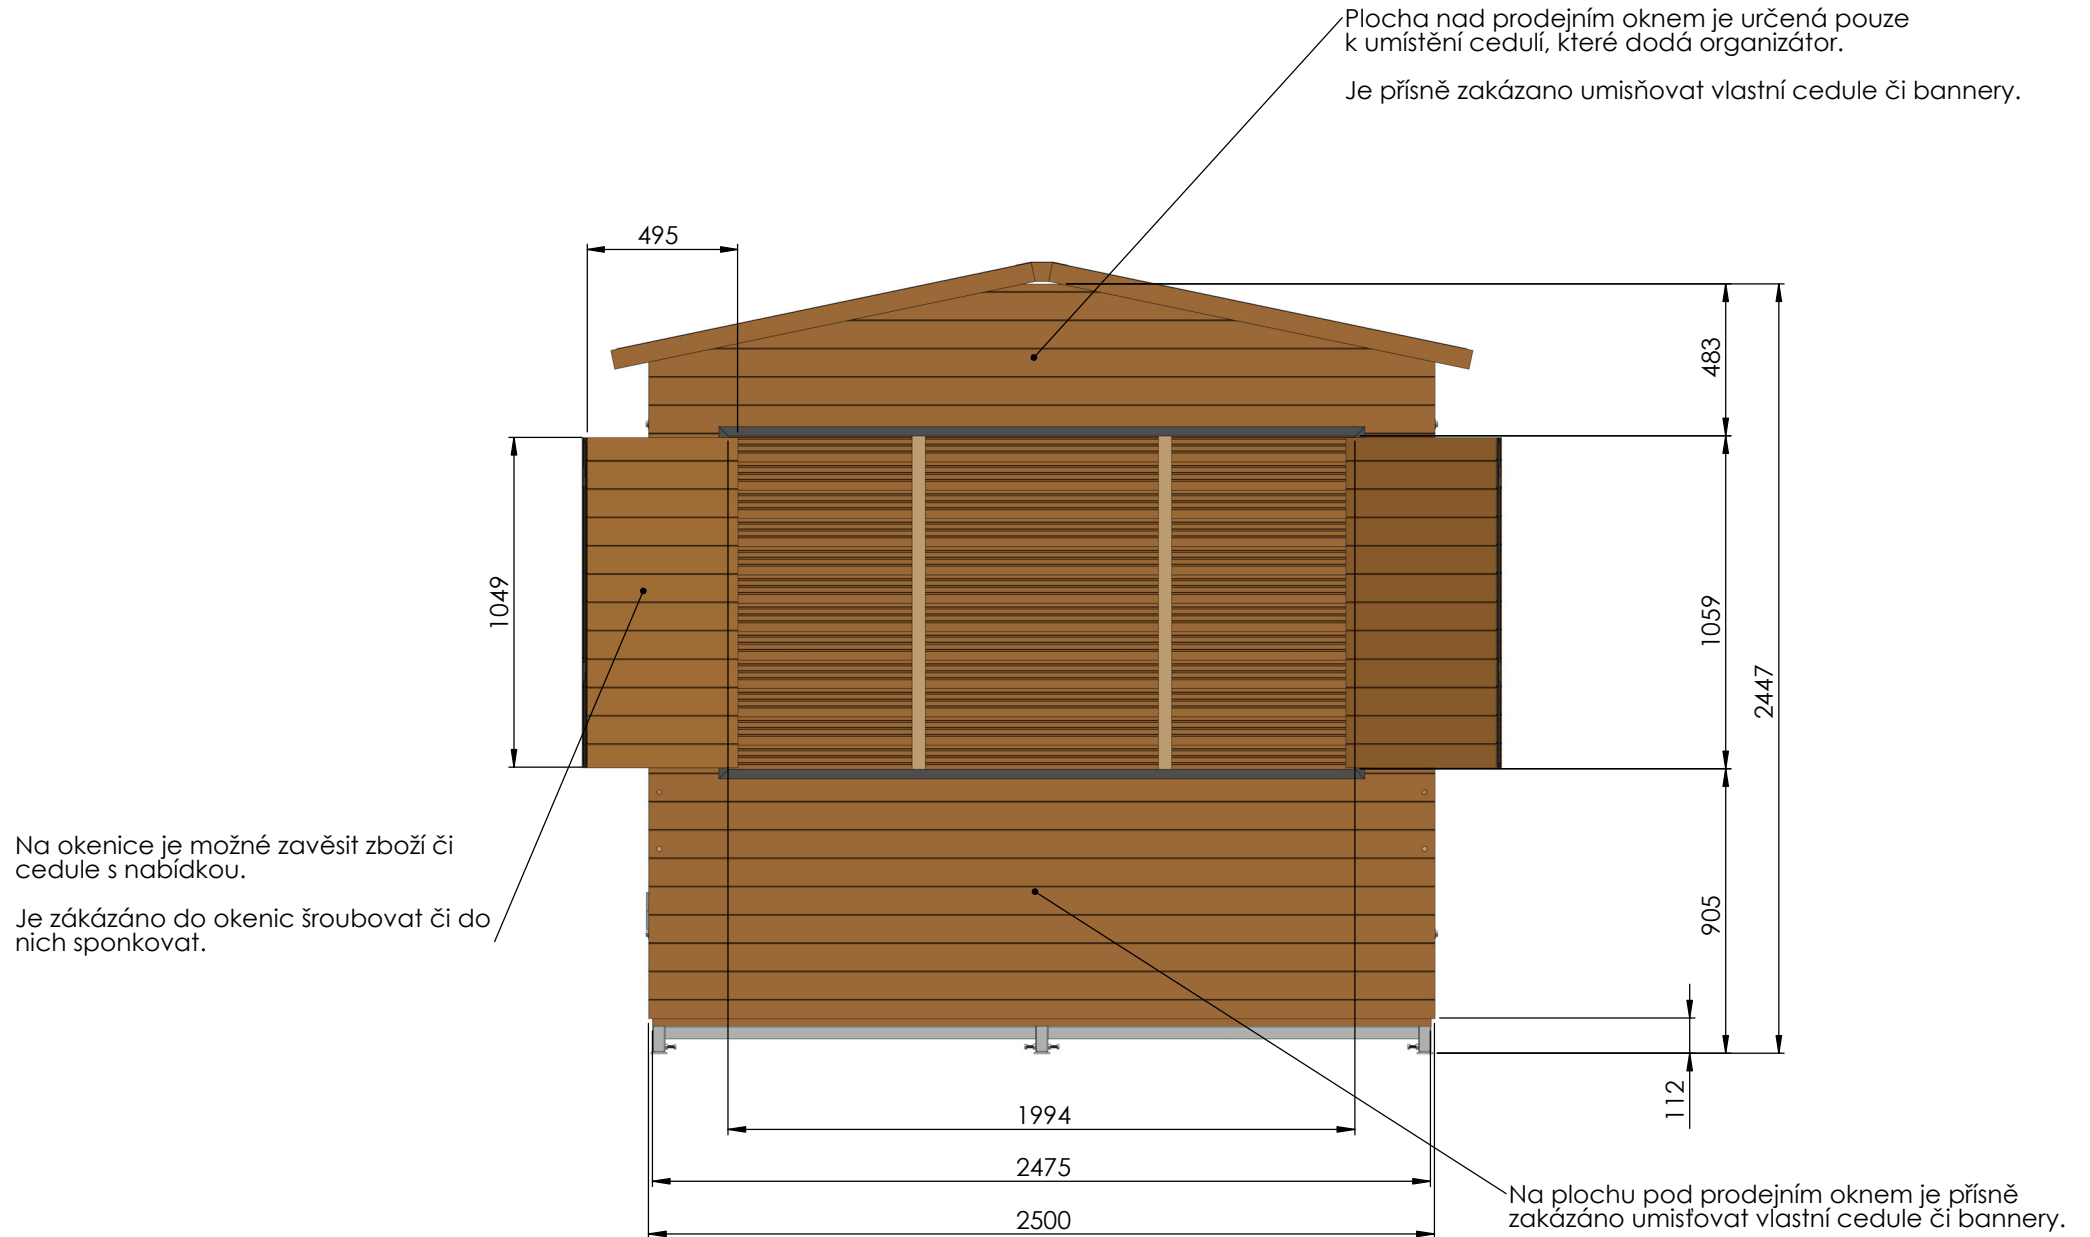 Plocha nad prodejním oknem je určená pouze
k umístění cedulí, které dodá organizátor.
Je přísně zakázano umisňovat vlastní cedule či bannery.
495
483
1049
1059
2447
Na okenice je možné zavěsit zboží či
cedule s nabídkou.
Je zákázáno do okenic šroubovat či do
nich sponkovat.
905
112
1994
2475
2500
Na plochu pod prodejním oknem je přísně
zakázáno umisťovat vlastní cedule či bannery.